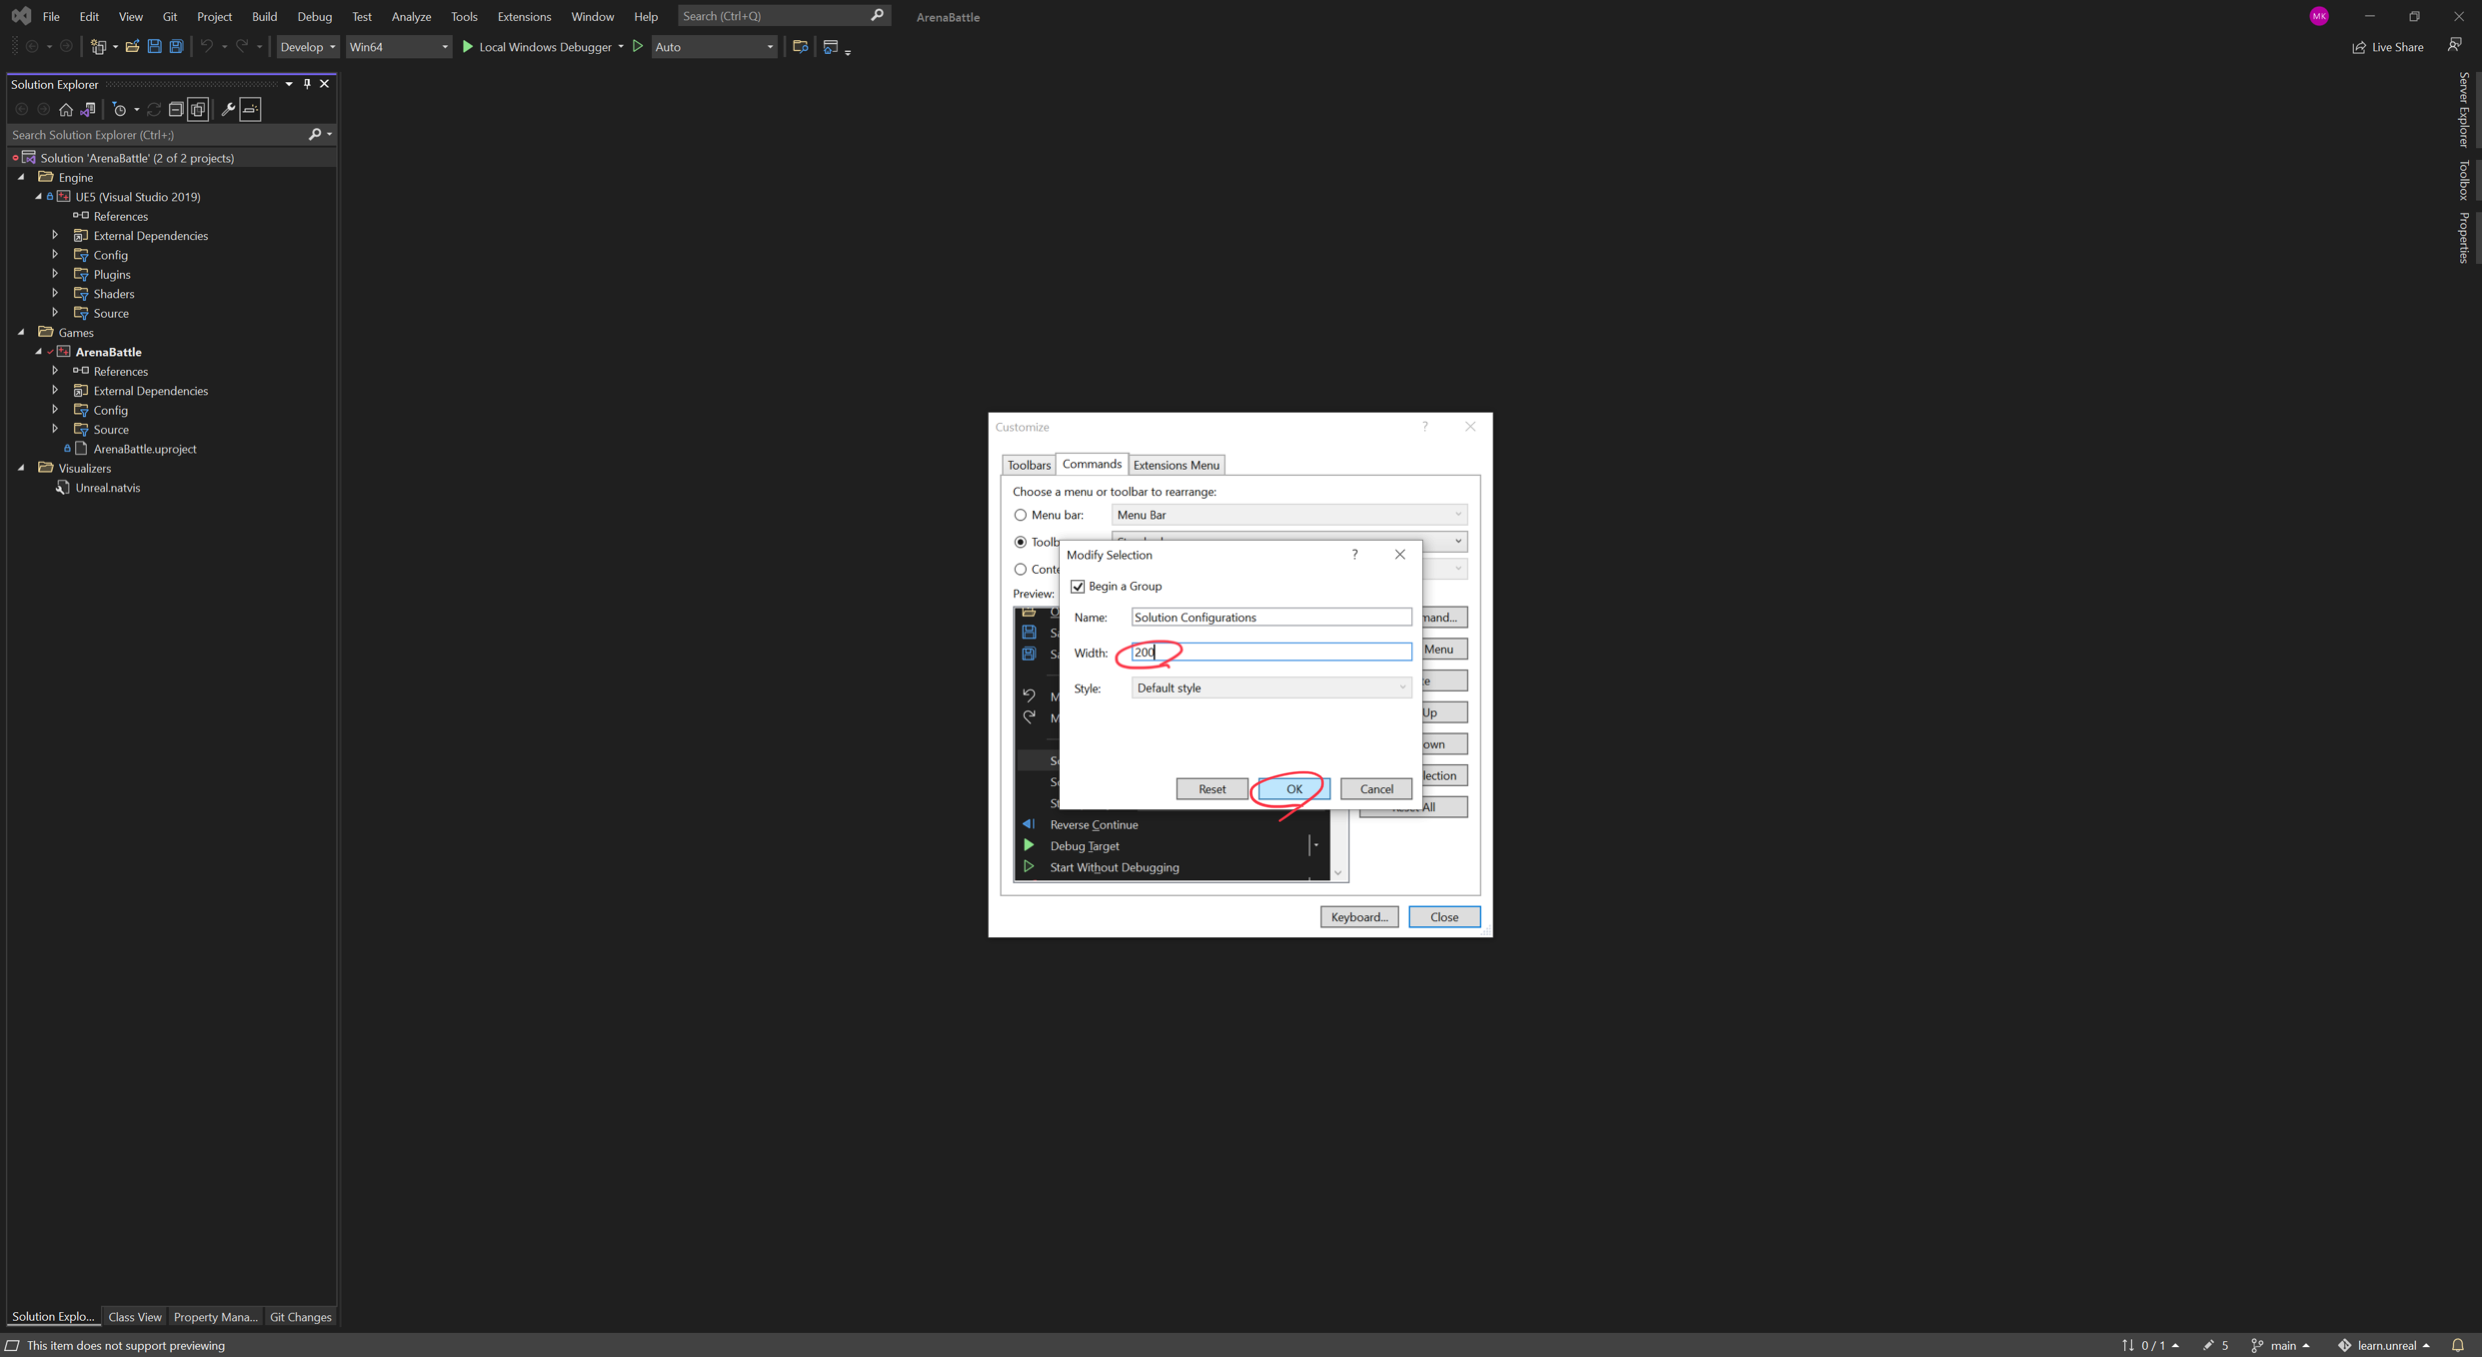 File Edit View Git Project Build Debug Test Analyze Tools Extensions Window Help Search (Ctrl+Q) ArenaBattle MK
Develop Win64 Local Windows Debugger Auto Live Share
Solution Explorer
Search Solution Explorer (Ctrl+;)
Solution 'ArenaBattle' (2 of 2 projects)
Engine
UE5 (Visual Studio 2019)
References
External Dependencies
Config
Plugins
Shaders
Source
Games
ArenaBattle
References
External Dependencies
Config
Source
ArenaBattle.uproject
Visualizers
Unreal.natvis
Server Explorer
Toolbox
Properties
Customize ?
Toolbars Commands Extensions Menu
Choose a menu or toolbar to rearrange:
Menu bar: Menu Bar
Toolb
Conte
Preview:
Modify Selection ?
Begin a Group
Name: Solution Configurations
Width: 200
Style: Default style
Reset OK Cancel
mand...
Menu
te
Up
own
lection
All
Reverse Continue
Debug Target
Start Without Debugging
Keyboard... Close
Solution Explo... Class View Property Mana... Git Changes
This item does not support previewing 0 / 1 5 main learn.unreal